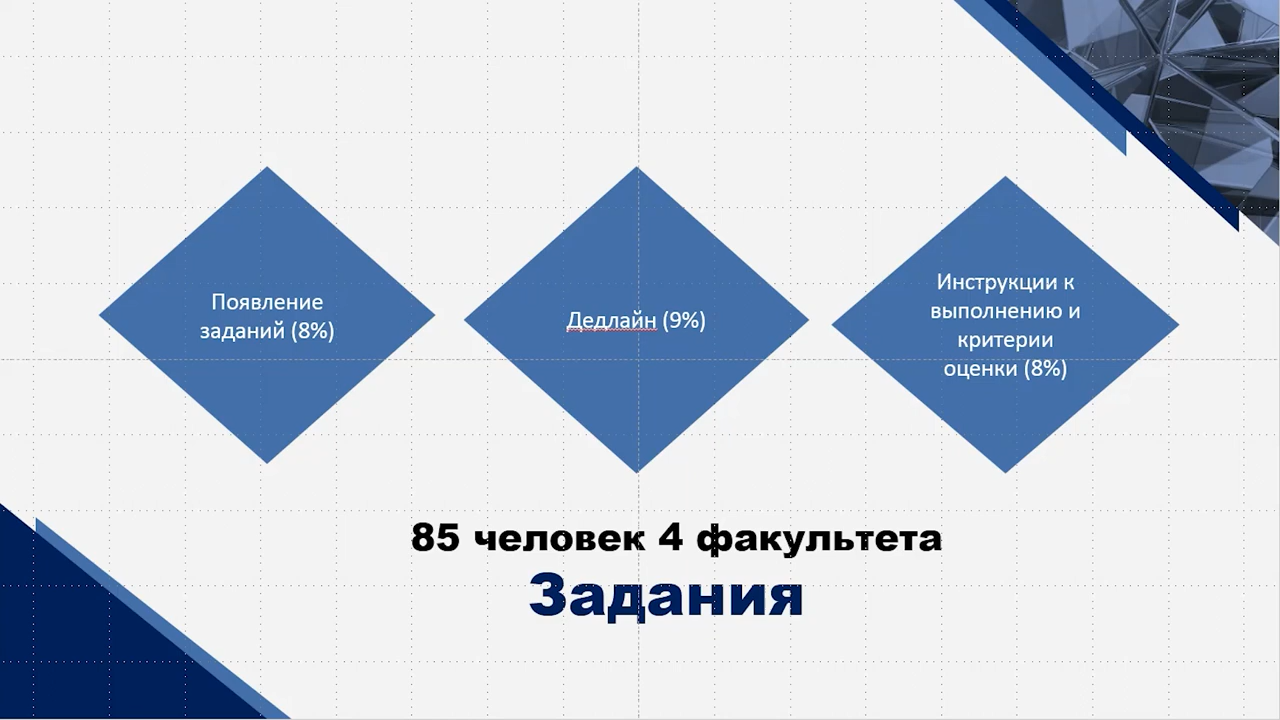 Появление
заданий (8%)
Дедлайн (9%)
Инструкции к
выполнению и
критерии
оценки (8%)
85 человек 4 факультета
Задания